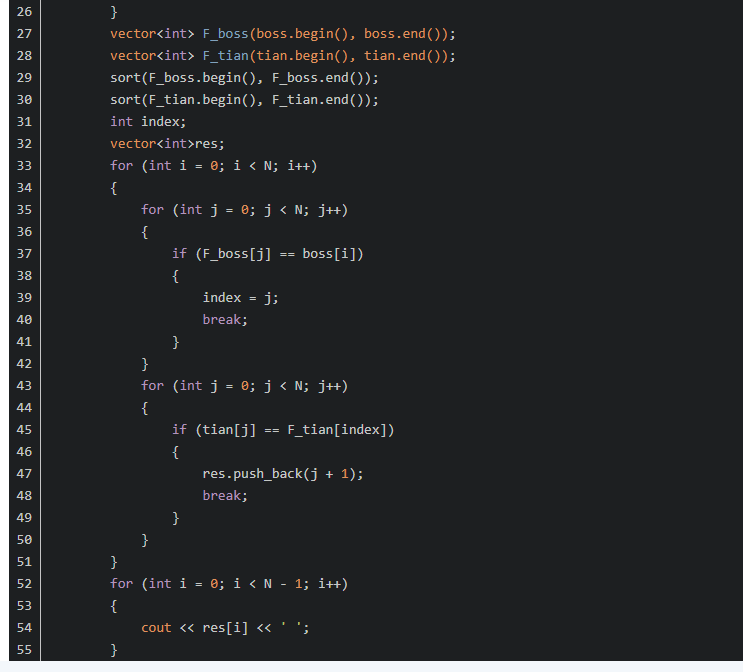 26 }
27 vector<int> F_boss(boss.begin(), boss.end());
28 vector<int> F_tian(tian.begin(), tian.end());
29 sort(F_boss.begin(), F_boss.end());
30 sort(F_tian.begin(), F_tian.end());
31 int index;
32 vector<int>res;
33 for (int i = 0; i < N; i++)
34 {
35 for (int j = 0; j < N; j++)
36 {
37 if (F_boss[j] == boss[i])
38 {
39 index = j;
40 break;
41 }
42 }
43 for (int j = 0; j < N; j++)
44 {
45 if (tian[j] == F_tian[index])
46 {
47 res.push_back(j + 1);
48 break;
49 }
50 }
51 }
52 for (int i = 0; i < N - 1; i++)
53 {
54 cout << res[i] << ' ';
55 }